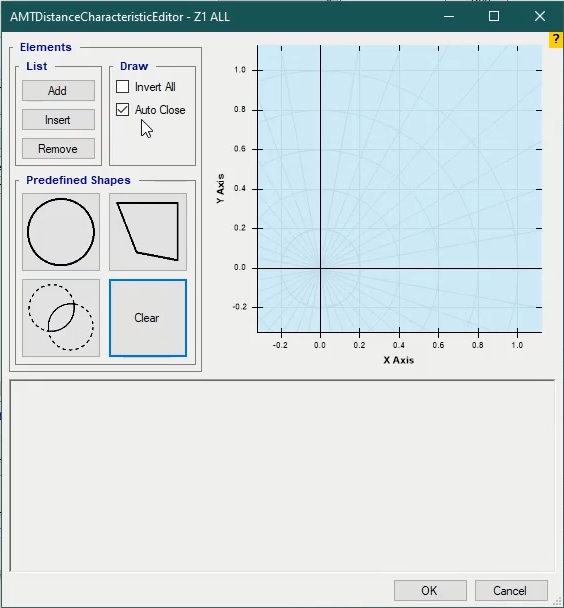 AMTDistanceCharacteristicEditor - Z1 ALL
?
Elements
List
Add
Insert
Remove
Draw
Invert All
Auto Close
Predefined Shapes
Clear
Y Axis
1.0
0.8
0.6
0.4
0.2
0.0
-0.2
-0.2 0.0 0.2 0.4 0.6 0.8 1.0
X Axis
OK
Cancel